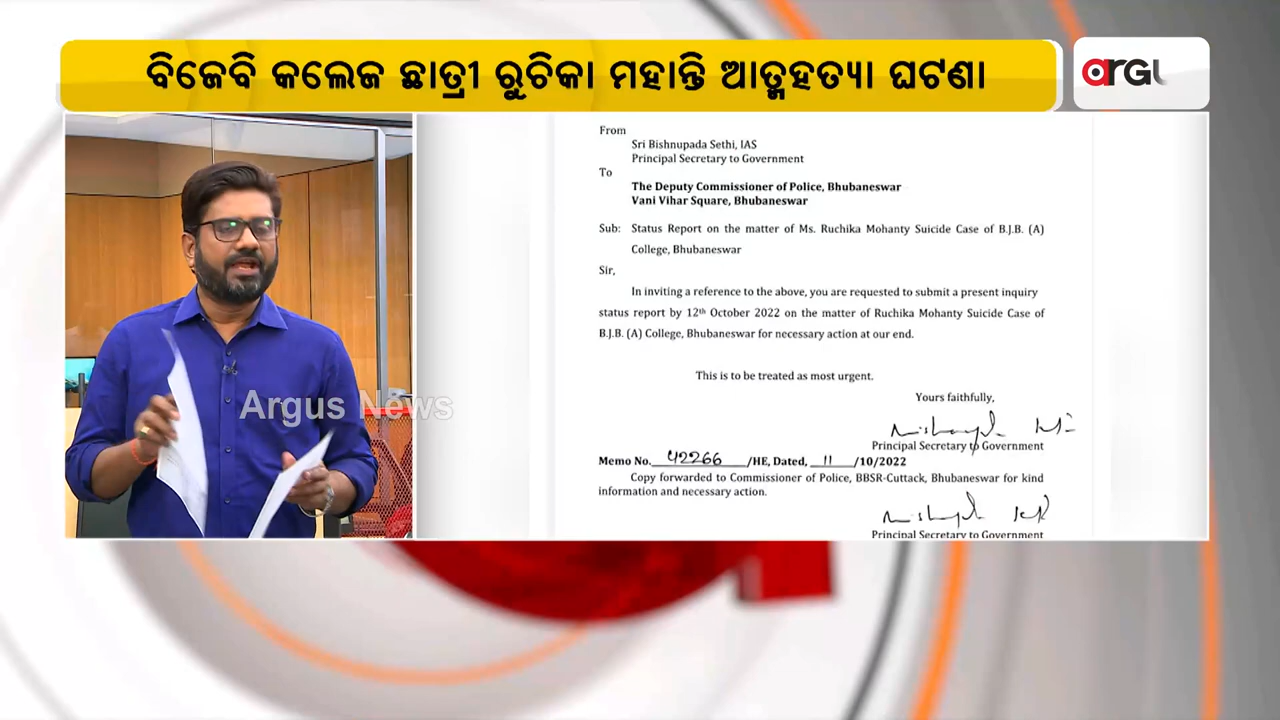 ବିଜେବି କଲେଜ ଛାତ୍ରୀ ରୁଚିକା ମହାନ୍ତି ଆତ୍ମହତ୍ୟା ଘଟଣା
arGu
From
Sri Bishnupada Sethi, IAS
Principal Secretary to Government
To
The Deputy Commissioner of Police, Bhubaneswar
Vani Vihar Square, Bhubaneswar
Sub: Status Report on the matter of Ms. Ruchika Mohanty Suicide Case of B.J.B. (A)
College, Bhubaneswar
Sir,
In inviting a reference to the above, you are requested to submit a present inquiry
status report by 12th October 2022 on the matter of Ruchika Mohanty Suicide Case of
B.J.B. (A) College, Bhubaneswar for necessary action at our end.
This is to be treated as most urgent.
Yours faithfully,
Principal Secretary to Government
Memo No. 42266 /HE, Dated, 11 /10/2022
Copy forwarded to Commissioner of Police, BBSR-Cuttack, Bhubaneswar for kind
information and necessary action.
Principal Secretary to Government
Argus News